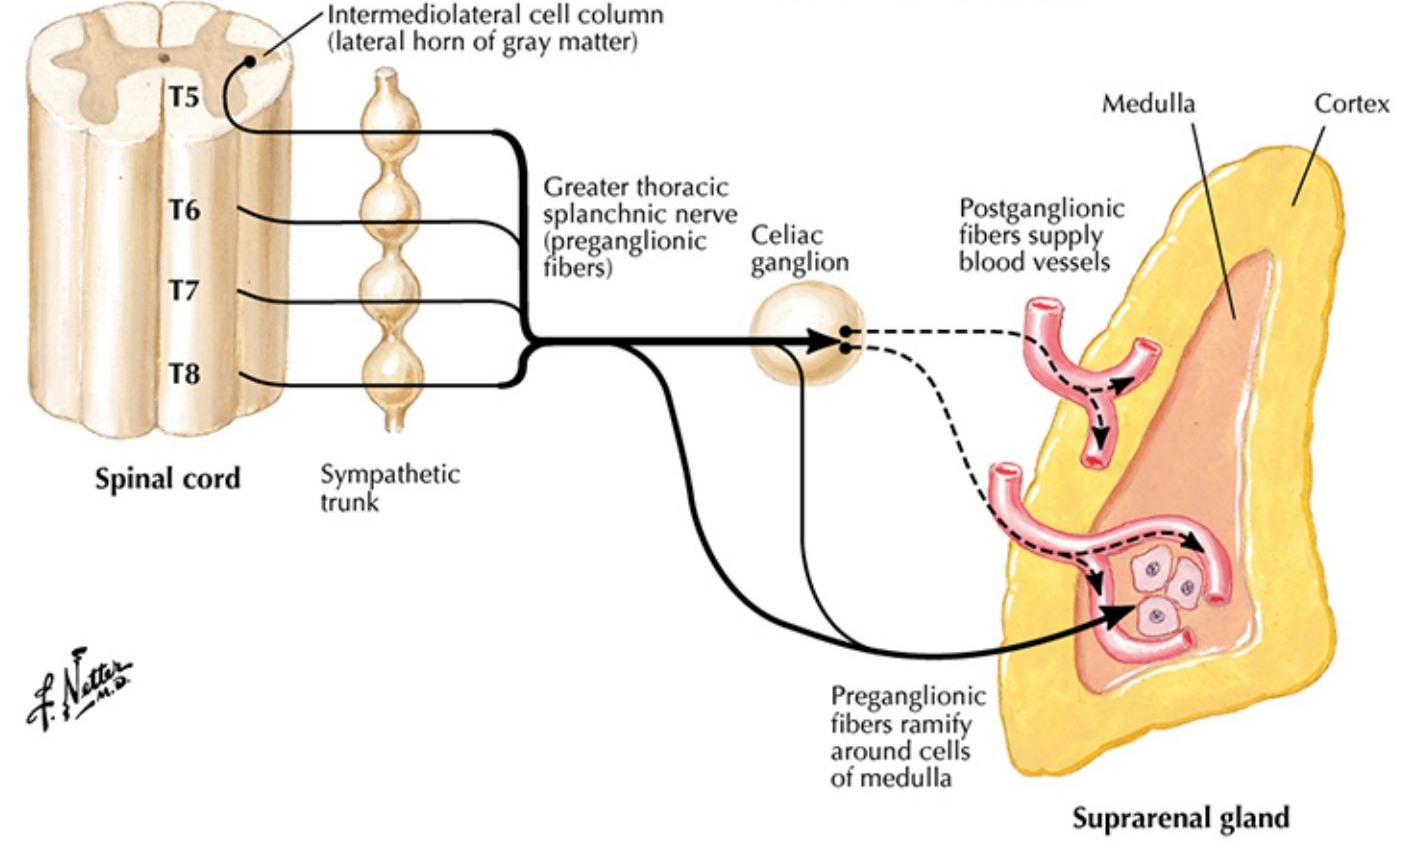 Intermediolateral cell column
(lateral horn of gray matter)
T5
T6
T7
T8
Spinal cord
Sympathetic
trunk
Greater thoracic
splanchnic nerve
(preganglionic
fibers)
Celiac
ganglion
Postganglionic
fibers supply
blood vessels
Medulla
Cortex
Preganglionic
fibers ramify
around cells
of medulla
Suprarenal gland
F. Netter
M.D.